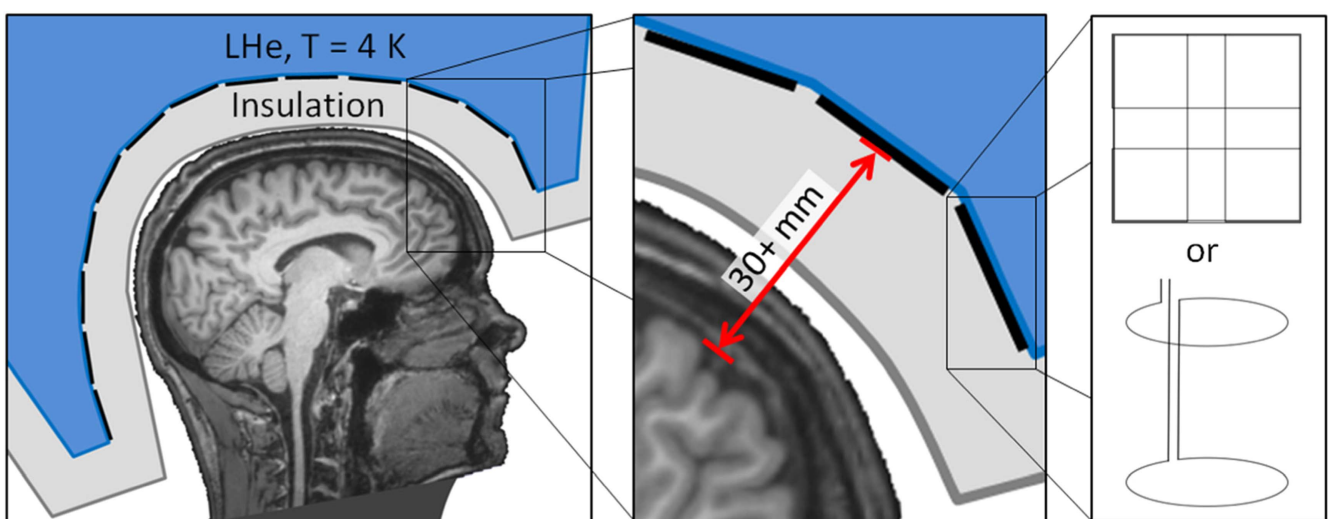 LHe, T = 4 K
Insulation
30+ mm
or